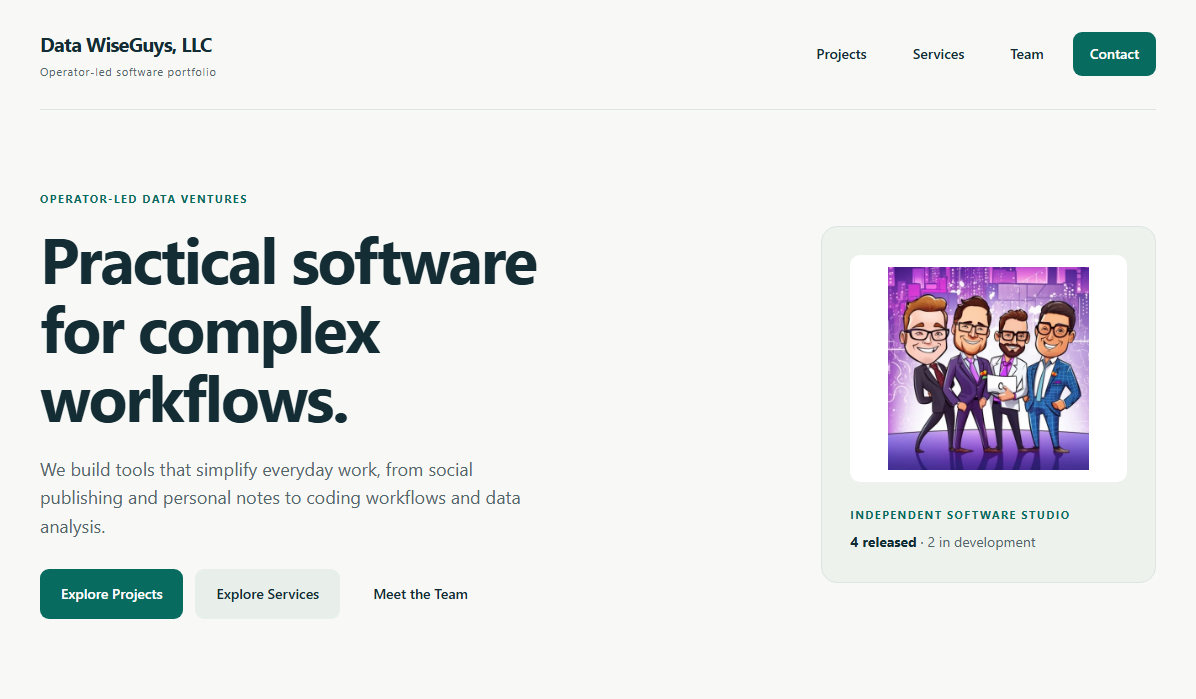 Data WiseGuys, LLC
Operator-led software portfolio
Projects
Services
Team
Contact
OPERATOR-LED DATA VENTURES
Practical software
for complex
workflows.
We build tools that simplify everyday work, from social
publishing and personal notes to coding workflows and data
analysis.
Explore Projects
Explore Services
Meet the Team
INDEPENDENT SOFTWARE STUDIO
4 released · 2 in development